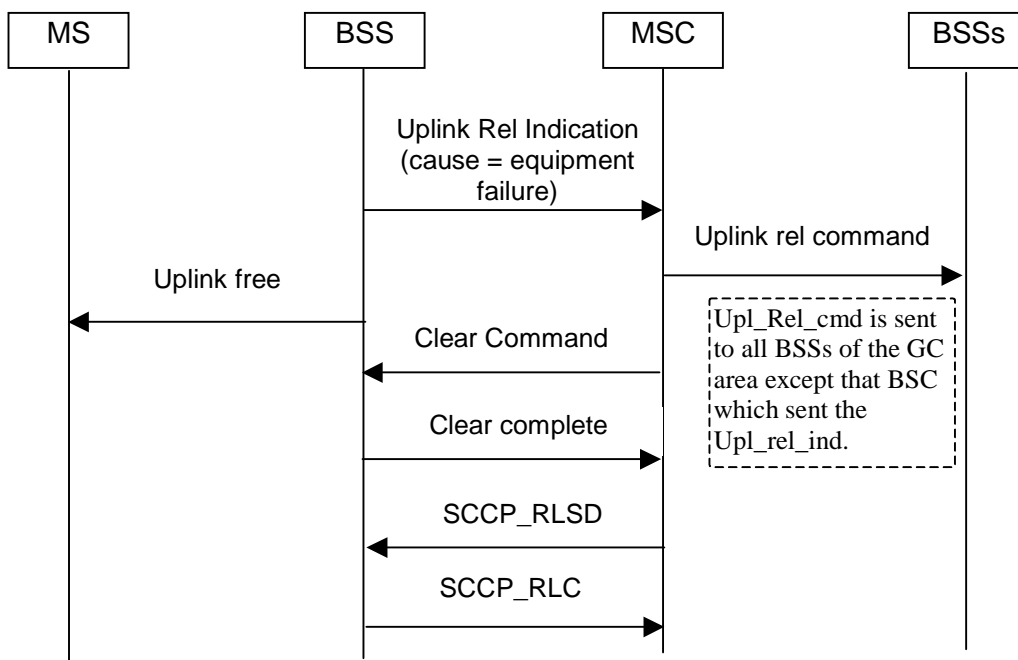 MS
BSS
MSC
BSSs
Uplink Rel Indication
(cause = equipment
failure)
Uplink rel command
Uplink free
Upl_Rel_cmd is sent
to all BSSs of the GC
area except that BSC
which sent the
Upl_rel_ind.
Clear Command
Clear complete
SCCP_RLSD
SCCP_RLC